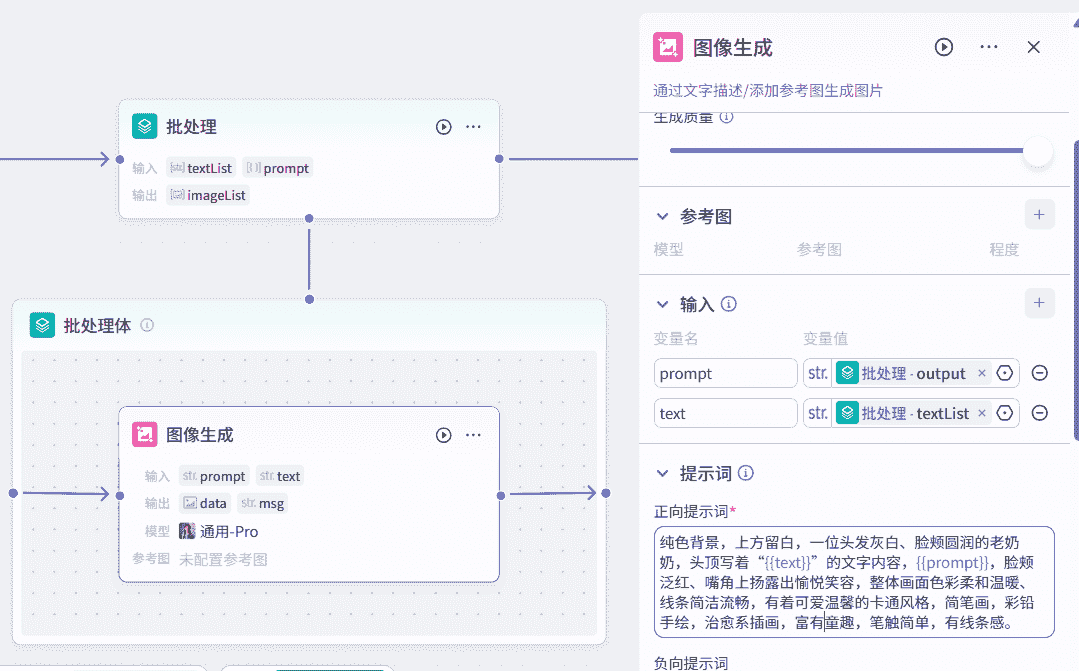 批处理
输入 textList prompt
输出 imageList
批处理体
图像生成
输入 str. prompt str. text
输出 data str. msg
模型 通用-Pro
参考图 未配置参考图
图像生成
通过文字描述/添加参考图生成图片
生成质量
参考图
模型 参考图 程度
输入
变量名 变量值
prompt str. 批处理 - output
text str. 批处理 - textList
提示词
正向提示词*
纯色背景，上方留白，一位头发灰白、脸颊圆润的老奶
奶，头顶写着“{{text}}”的文字内容，{{prompt}}，脸颊
泛红、嘴角上扬露出愉悦笑容，整体画面色彩柔和温暖、
线条简洁流畅，有着可爱温馨的卡通风格，简笔画，彩铅
手绘，治愈系插画，富有童趣，笔触简单，有线条感。
负向提示词